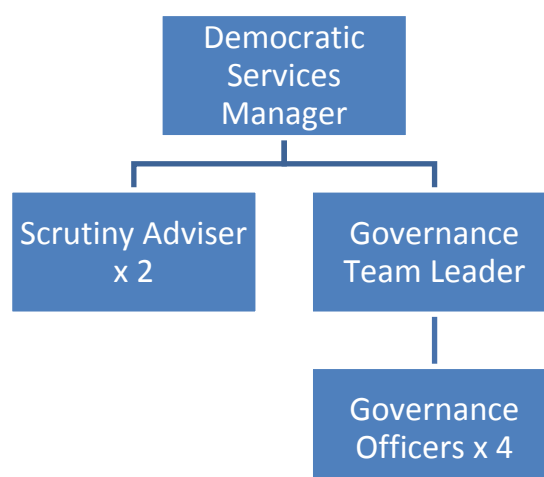 Democratic
Services
Manager
Scrutiny Adviser
x 2
Governance
Team Leader
Governance
Officers x 4